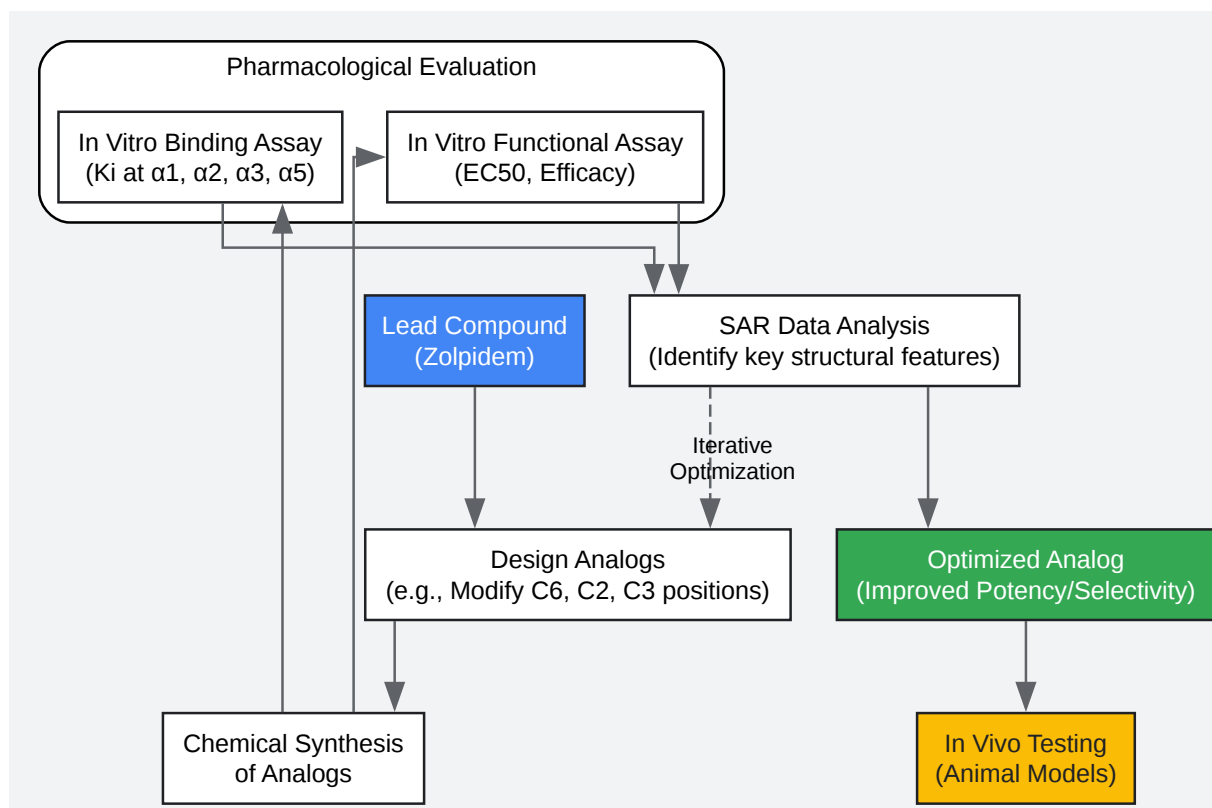 Pharmacological Evaluation
In Vitro Binding Assay
(Ki at α1, α2, α3, α5)
In Vitro Functional Assay
(EC50, Efficacy)
Lead Compound
(Zolpidem)
SAR Data Analysis
(Identify key structural features)
Iterative
Optimization
Design Analogs
(e.g., Modify C6, C2, C3 positions)
Optimized Analog
(Improved Potency/Selectivity)
Chemical Synthesis
of Analogs
In Vivo Testing
(Animal Models)